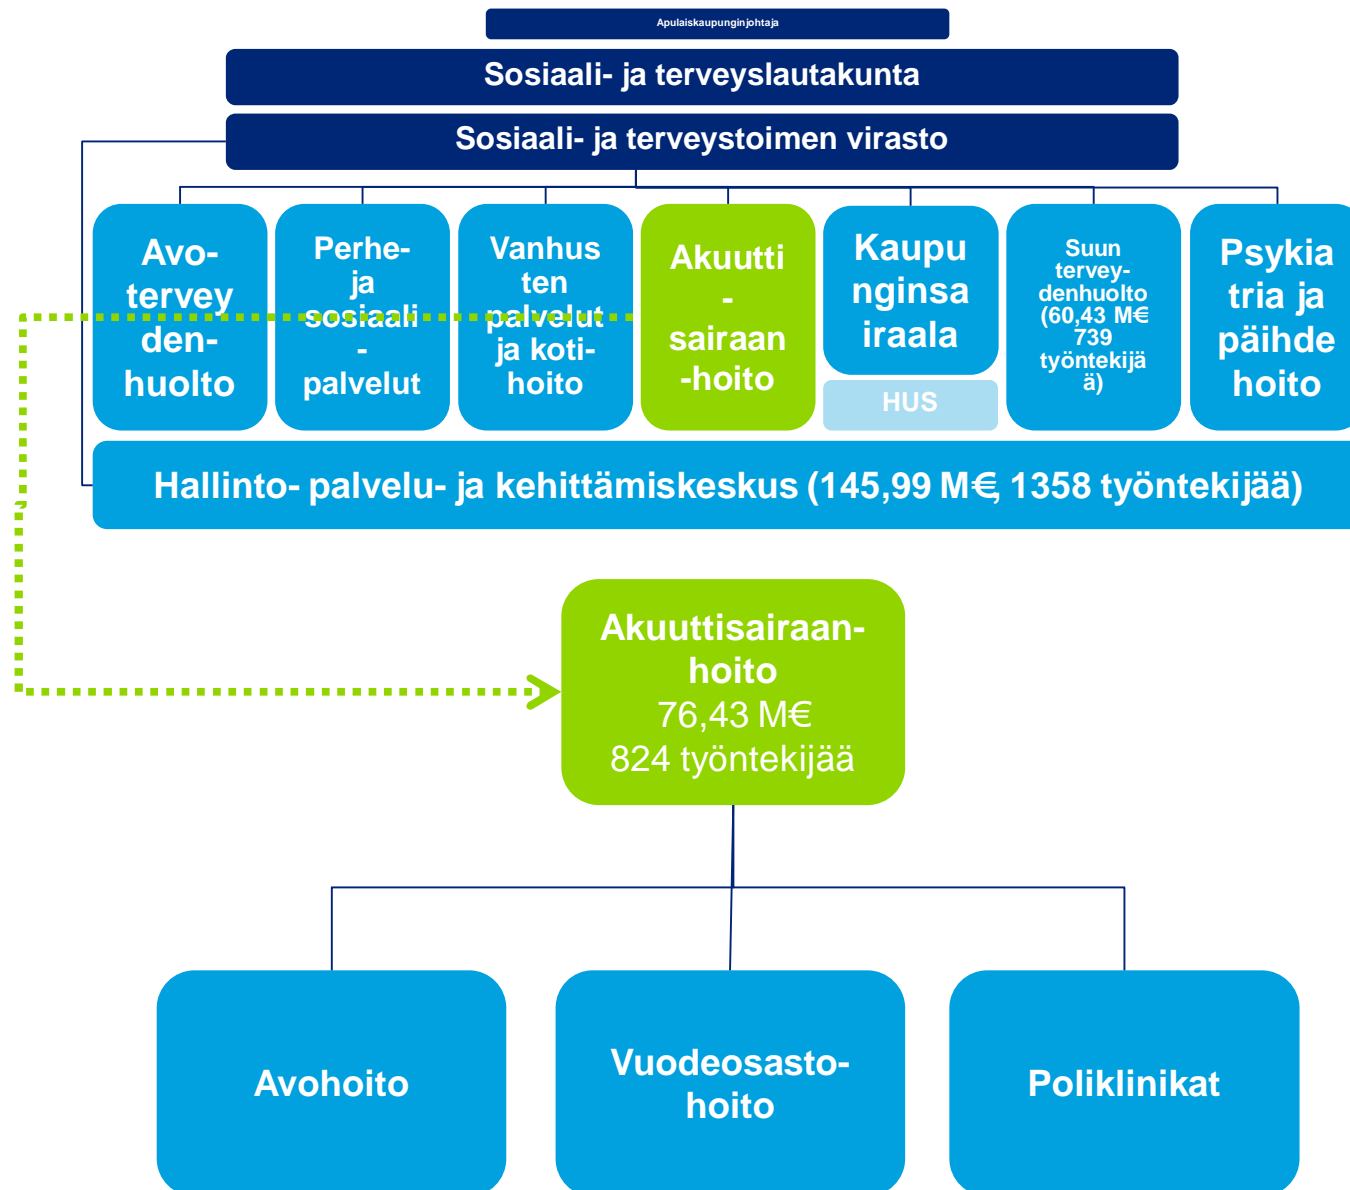 Apulaiskaupunginjohtaja
Sosiaali- ja terveyslautakunta
Sosiaali- ja terveystoimen virasto
Avo-
tervey
den-
huolto
Perhe-
ja
sosiaali
-
palvelut
Vanhus
ten
palvelut
ja koti-
hoito
Akuutti
-
sairaan
-hoito
Kaupu
nginsa
iraala
HUS
Suun
tervey-
denhuolto
(60,43 M€
739
työntekijä
ä)
Psykia
tria ja
päihde
hoito
Hallinto- palvelu- ja kehittämiskeskus (145,99 M€, 1358 työntekijää)
Akuuttisairaan-
hoito
76,43 M€
824 työntekijää
Avohoito
Vuodeosasto-
hoito
Poliklinikat